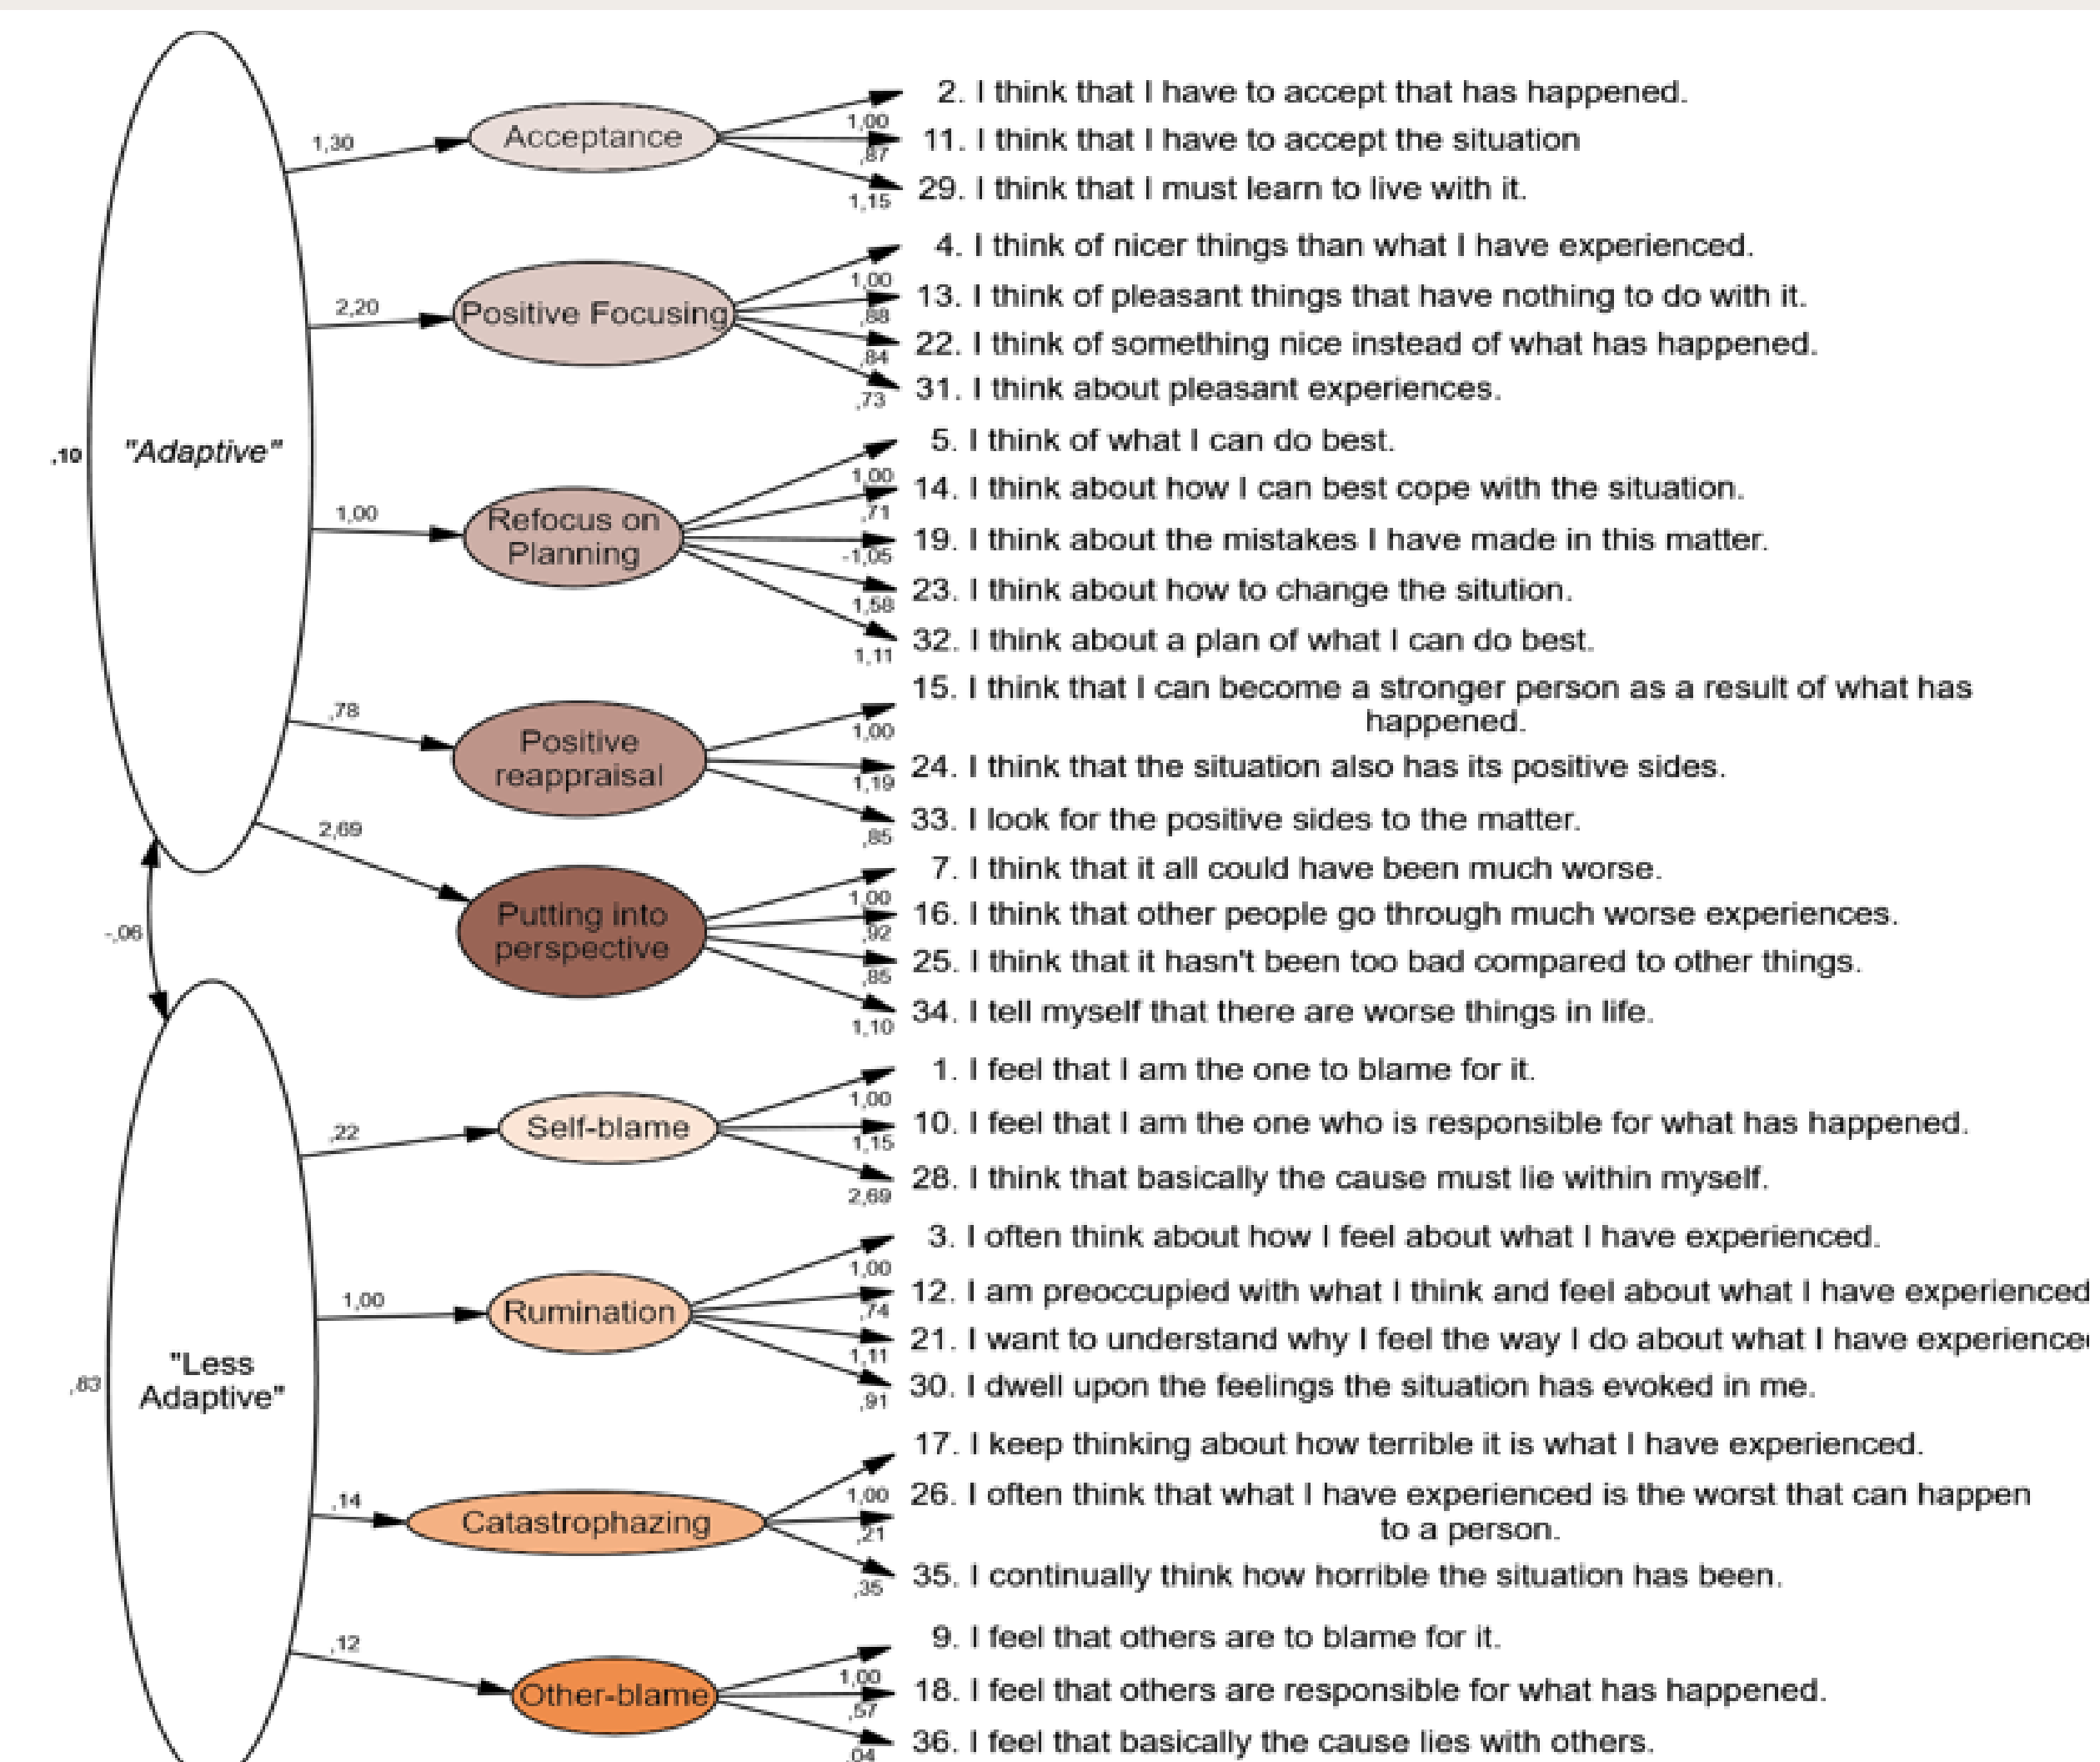 2. I think that I have to accept that has happened.
1,00
1,30
Acceptance
11. I think that I have to accept the situation
,87
29. I think that I must learn to live with it.
1,15
4. I think of nicer things than what I have experienced.
1,00
2,20
Positive Focusing
13. I think of pleasant things that have nothing to do with it.
,88
22. I think of something nice instead of what has happened.
,84
31. I think about pleasant experiences.
,73
,10
"Adaptive"
5. I think of what I can do best.
1,00
14. I think about how I can best cope with the situation.
,71
1,00
Refocus on
Planning
19. I think about the mistakes I have made in this matter.
-1,05
23. I think about how to change the sitution.
1,58
32. I think about a plan of what I can do best.
1,11
15. I think that I can become a stronger person as a result of what has
happened.
1,00
,78
Positive
reappraisal
24. I think that the situation also has its positive sides.
1,19
33. I look for the positive sides to the matter.
,85
2,69
7. I think that it all could have been much worse.
1,00
Putting into
perspective
16. I think that other people go through much worse experiences.
,92
-,06
25. I think that it hasn't been too bad compared to other things.
,85
34. I tell myself that there are worse things in life.
1,10
1. I feel that I am the one to blame for it.
1,00
,22
Self-blame
10. I feel that I am the one who is responsible for what has happened.
1,15
28. I think that basically the cause must lie within myself.
2,69
3. I often think about how I feel about what I have experienced.
1,00
1,00
Rumination
12. I am preoccupied with what I think and feel about what I have experienced
,74
21. I want to understand why I feel the way I do about what I have experience
1,11
,83
"Less
Adaptive"
30. I dwell upon the feelings the situation has evoked in me.
,91
17. I keep thinking about how terrible it is what I have experienced.
1,00
,14
Catastrophazing
26. I often think that what I have experienced is the worst that can happen
to a person.
,21
35. I continually think how horrible the situation has been.
,35
9. I feel that others are to blame for it.
1,00
,12
Other-blame
18. I feel that others are responsible for what has happened.
,57
36. I feel that basically the cause lies with others.
,04